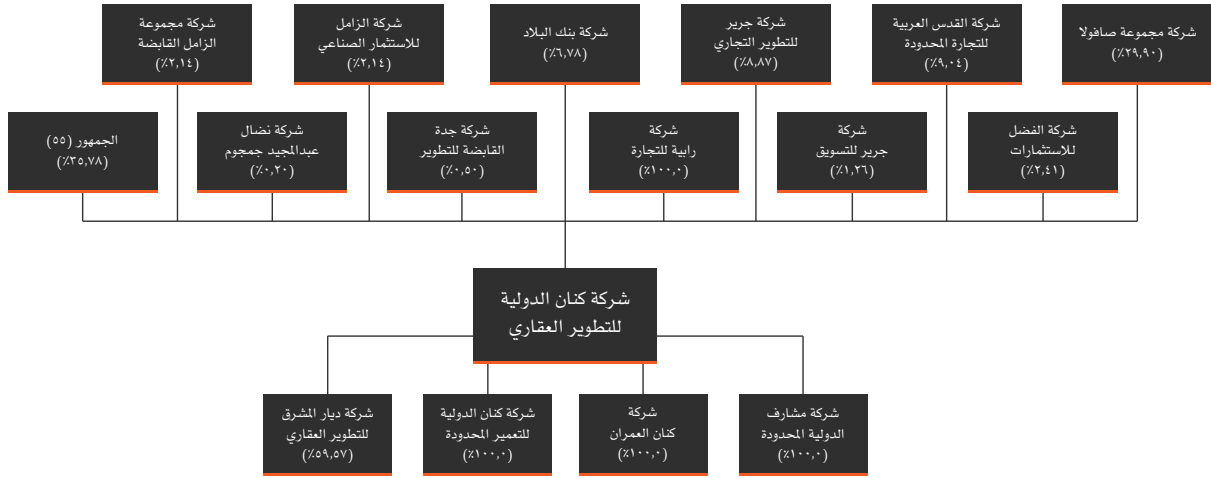 شركة مجموعة صافولا
(٪٢٩,٩٠)
شركة القدس العربية
للتجارة المحدودة
(٪٩,٠٤)
شركة جرير
للتطوير التجاري
(٪٨,٨٧)
شركة بنك البلاد
(٪٦,٧٨)
شركة الزامل
للاستثمار الصناعي
(٪٢,١٤)
شركة مجموعة
الزامل القابضة
(٪٢,١٤)
شركة الفضل
للاستثمارات
(٪٢,٤١)
شركة
جرير للتسويق
(٪١,٢٦)
شركة
رابية للتجارة
(٪١٠٠,٠)
شركة جدة
القابضة للتطوير
(٪٠,٥٠)
شركة نضال
عبدالمجيد جمجوم
(٪٠,٢٠)
الجمهور (٥٥)
(٪٣٥,٧٨)
شركة كنان الدولية
للتطوير العقاري
شركة مشارف
الدولية المحدودة
(٪١٠٠,٠)
شركة
كنان العمران
(٪١٠٠,٠)
شركة كنان الدولية
للتعمير المحدودة
(٪١٠٠,٠)
شركة ديار المشرق
للتطوير العقاري
(٪٥٩,٥٧)